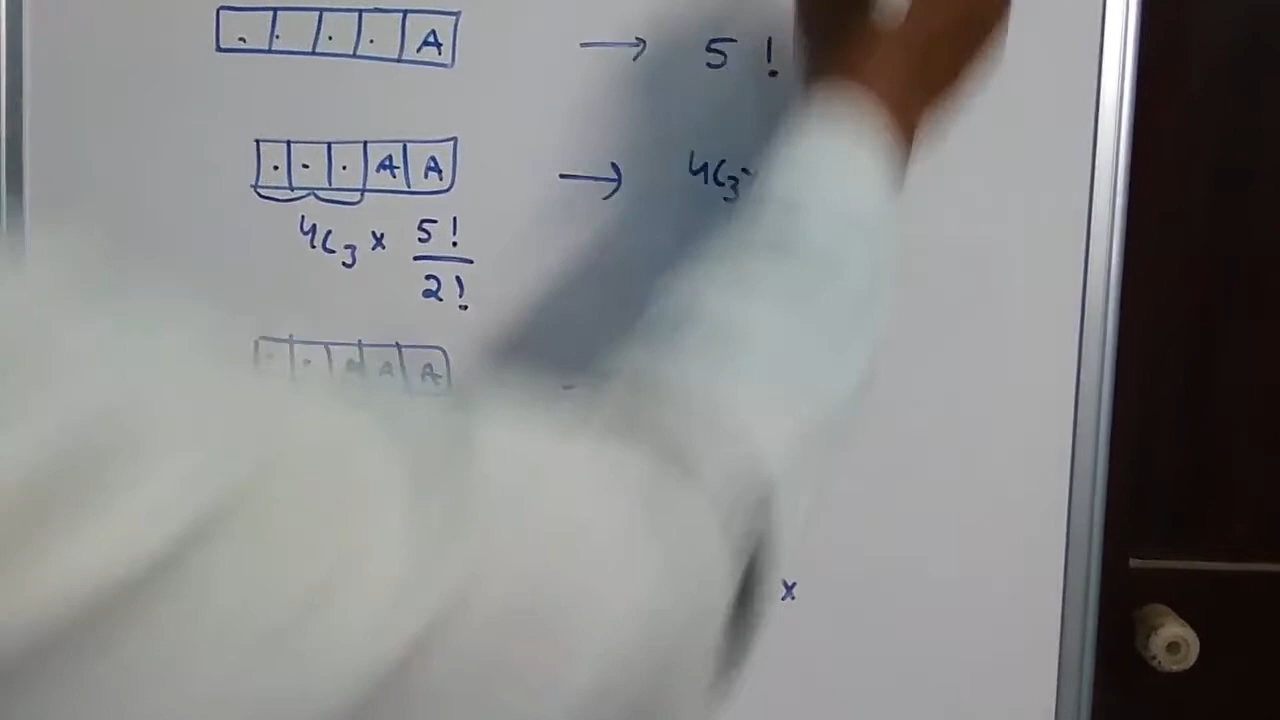 . . . . A → 5 !
. . . A A → 4C3
4C3 × 5! / 2!
. . A A A
×